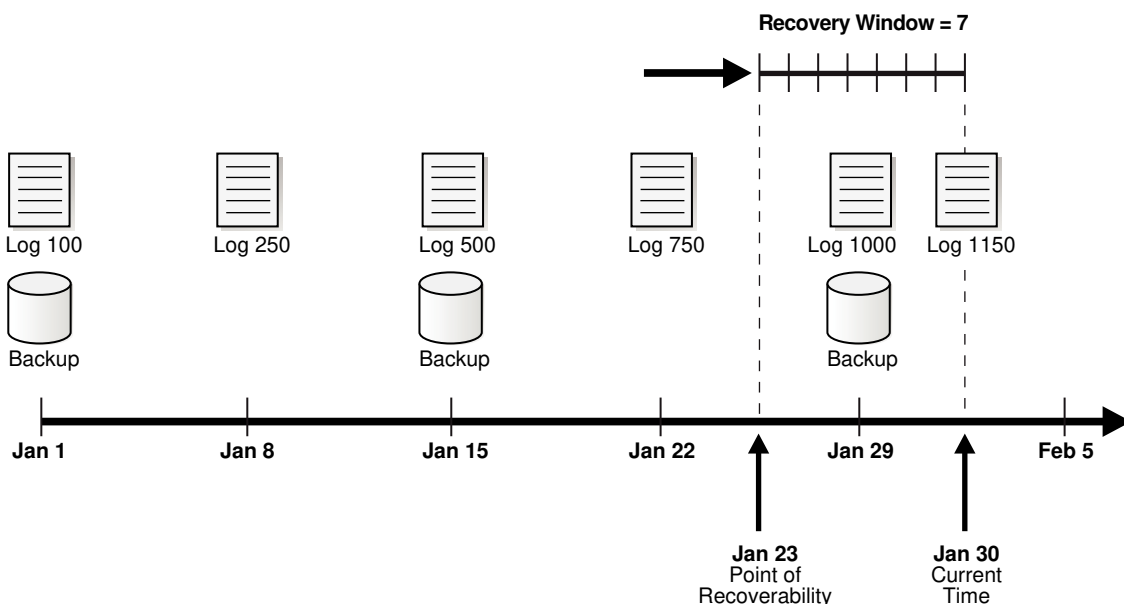 Recovery Window = 7
Log 100
Log 250
Log 500
Log 750
Log 1000
Log 1150
Backup
Backup
Backup
Jan 1
Jan 8
Jan 15
Jan 22
Jan 29
Feb 5
Jan 23
Point of
Recoverability
Jan 30
Current
Time